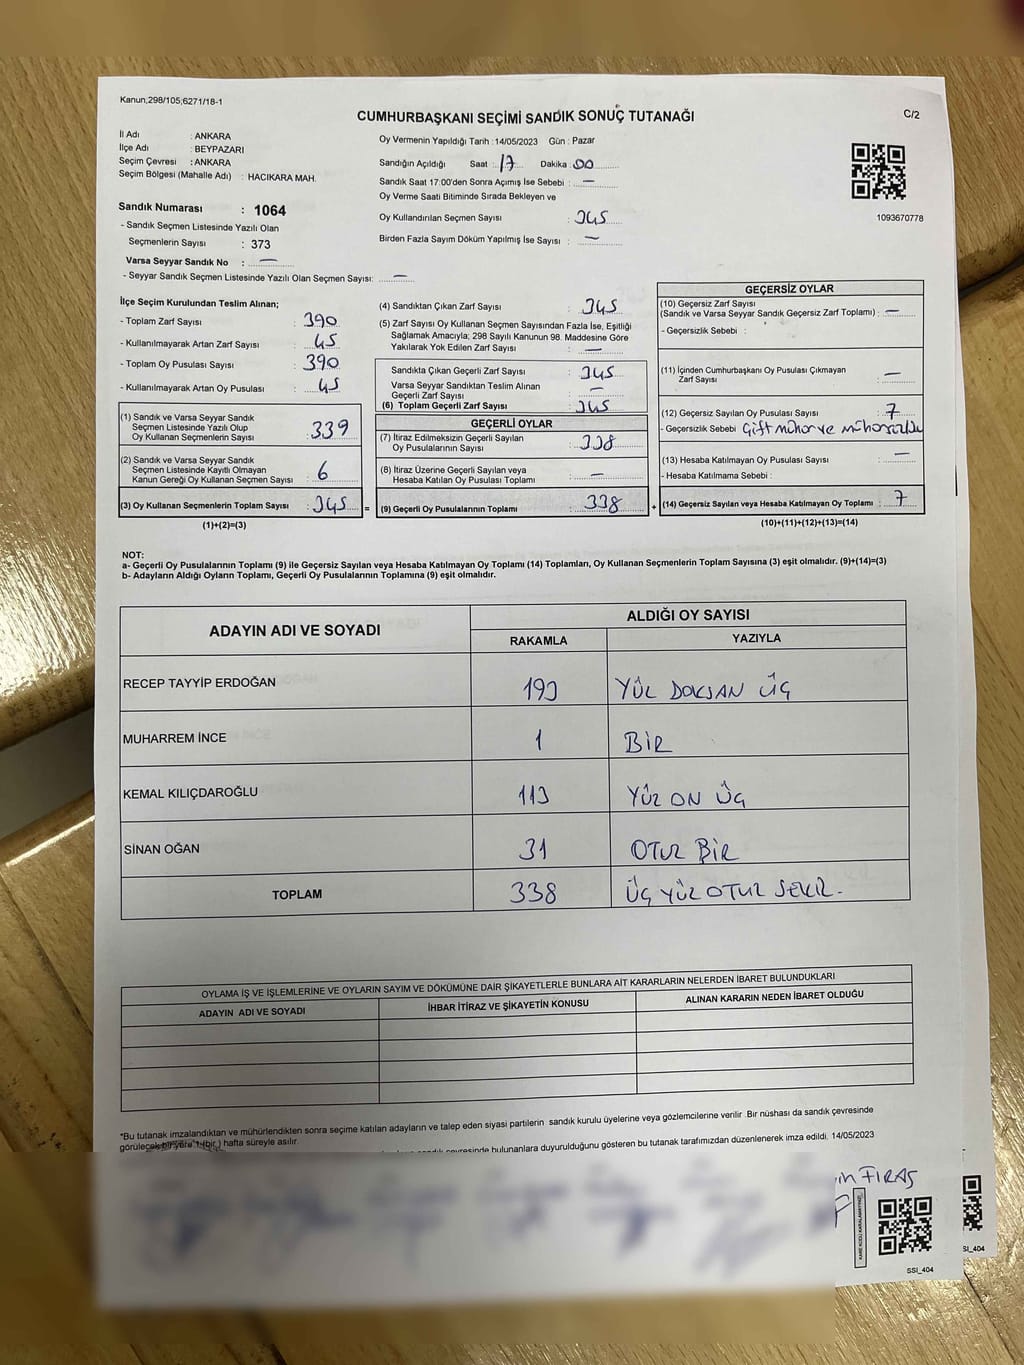 Kanun;298/105;6271/18-1
CUMHURBAŞKANI SEÇİMİ SANDIK SONUÇ TUTANAĞI
C/2
İl Adı : ANKARA
İlçe Adı : BEYPAZARI
Seçim Çevresi : ANKARA
Seçim Bölgesi (Mahalle Adı) : HACIKARA MAH.
Sandık Numarası : 1064
- Sandık Seçmen Listesinde Yazılı Olan
Seçmenlerin Sayısı : 373
Varsa Seyyar Sandık No : —
- Seyyar Sandık Seçmen Listesinde Yazılı Olan Seçmen Sayısı: —
Oy Vermenin Yapıldığı Tarih : 14/05/2023 Gün : Pazar
Sandığın Açıldığı Saat : 17 Dakika : 00
Sandık Saat 17:00'den Sonra Açımış İse Sebebi : —
Oy Verme Saati Bitiminde Sırada Bekleyen ve
Oy Kullandırılan Seçmen Sayısı : 345
Birden Fazla Sayım Döküm Yapılmış İse Sayısı : —
1093670778
İlçe Seçim Kurulundan Teslim Alınan;
- Toplam Zarf Sayısı : 390
- Kullanılmayarak Artan Zarf Sayısı : 45
- Toplam Oy Pusulası Sayısı : 390
- Kullanılmayarak Artan Oy Pusulası : 45
(1) Sandık ve Varsa Seyyar Sandık
Seçmen Listesinde Yazılı Olup
Oy Kullanan Seçmenlerin Sayısı : 339
(2) Sandık ve Varsa Seyyar Sandık
Seçmen Listesinde Kayıtlı Olmayan
Kanun Gereği Oy Kullanan Seçmen Sayısı : 6
(3) Oy Kullanan Seçmenlerin Toplam Sayısı : 345 =
(1)+(2)=(3)
(4) Sandıktan Çıkan Zarf Sayısı : 345
(5) Zarf Sayısı Oy Kullanan Seçmen Sayısından Fazla İse, Eşitliği
Sağlamak Amacıyla; 298 Sayılı Kanunun 98. Maddesine Göre
Yakılarak Yok Edilen Zarf Sayısı : —
Sandıkta Çıkan Geçerli Zarf Sayısı : 345
Varsa Seyyar Sandıktan Teslim Alınan
Geçerli Zarf Sayısı : —
(6) Toplam Geçerli Zarf Sayısı : 345
GEÇERLİ OYLAR
(7) İtiraz Edilmeksizin Geçerli Sayılan
Oy Pusulasının Sayısı : 338
(8) İtiraz Üzerine Geçerli Sayılan veya
Hesaba Katılan Oy Pusulası Toplamı : —
(9) Geçerli Oy Pusulalarının Toplamı : 338 +
GEÇERSİZ OYLAR
(10) Geçersiz Zarf Sayısı
(Sandık ve Varsa Seyyar Sandık Geçersiz Zarf Toplamı) : —
- Geçersizlik Sebebi :
(11) İçinden Cumhurbaşkanı Oy Pusulası Çıkmayan
Zarf Sayısı : —
(12) Geçersiz Sayılan Oy Pusulası Sayısı : 7
- Geçersizlik Sebebi : Çift mühür ve
(13) Hesaba Katılmayan Oy Pusulası Sayısı : —
- Hesaba Katılmama Sebebi :
(14) Geçersiz Sayılan veya Hesaba Katılmayan Oy Toplamı : 7
(10)+(11)+(12)+(13)=(14)
NOT:
a- Geçerli Oy Pusulalarının Toplamı (9) ile Geçersiz Sayılan veya Hesaba Katılmayan Oy Toplamı (14) Toplamları, Oy Kullanan Seçmenlerin Toplam Sayısına (3) eşit olmalıdır. (9)+(14)=(3)
b- Adayların Aldığı Oyların Toplamı, Geçerli Oy Pusulalarının Toplamına (9) eşit olmalıdır.
ADAYIN ADI VE SOYADI
ALDIĞI OY SAYISI
RAKAMLA YAZIYLA
RECEP TAYYİP ERDOĞAN 193 YÜZ DOKSAN ÜÇ
MUHARREM İNCE 1 BİR
KEMAL KILIÇDAROĞLU 113 YÜZ ON ÜÇ
SİNAN OĞAN 31 OTUZ BİR
TOPLAM 338 ÜÇ YÜZ OTUZ SEKİZ -
OYLAMA İŞ VE İŞLEMLERİNE VE OYLARIN SAYIM VE DÖKÜMÜNE DAİR ŞİKAYETLERLE BUNLARA AİT KARARLARIN NELERDEN İBARET BULUNDUKLARI
ADAYIN ADI VE SOYADI İHBAR İTİRAZ VE ŞİKAYETİN KONUSU ALINAN KARARIN NEDEN İBARET OLDUĞU
*Bu tutanak imzalandıktan ve mühürlendikten sonra seçime katılan adayların ve talep eden siyasi partilerin sandık kurulu üyelerine veya gözlemcilerine verilir .Bir nüshası da sandık çevresinde
görülecek bir yere "1 (bir) hafta süreyle asılır.
sandık çevresinde bulunanlara duyurulduğunu gösteren bu tutanak tarafımızdan düzenlenerek imza edildi. 14/05/2023
FIRAS
SSI_404
SI_404